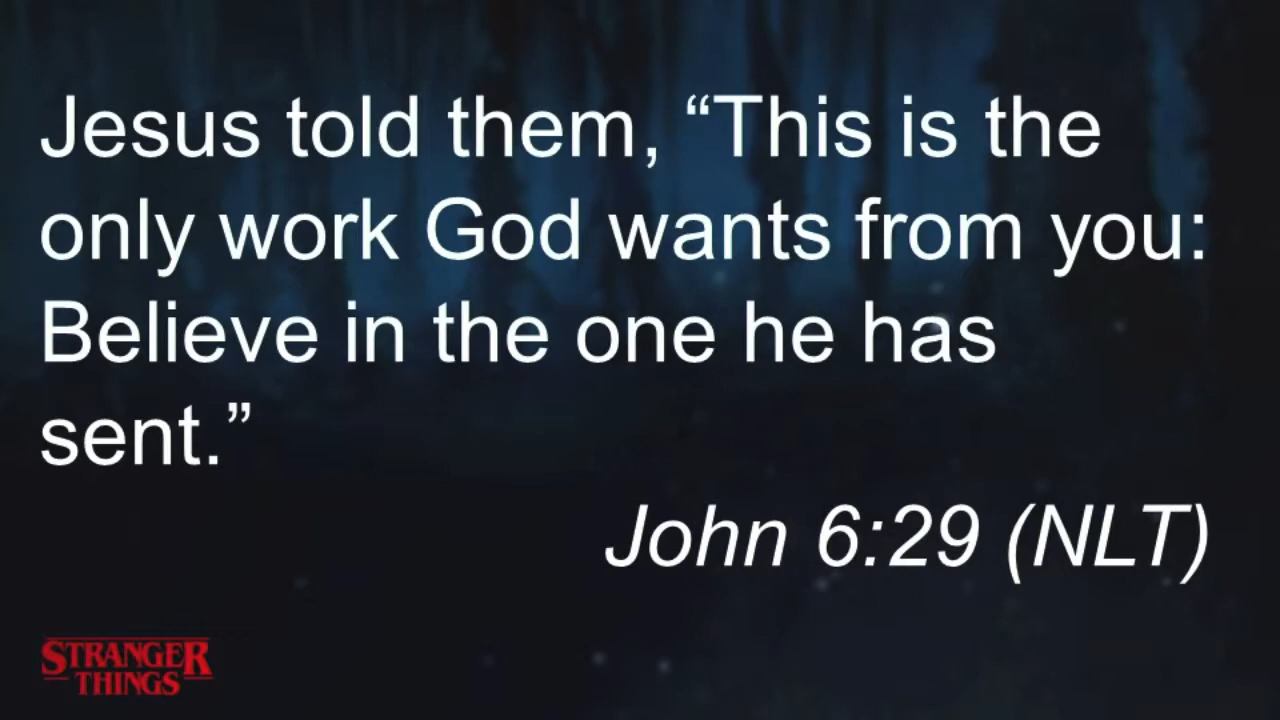 Jesus told them, “This is the
only work God wants from you:
Believe in the one he has
sent.”
John 6:29 (NLT)
STRANGER
THINGS